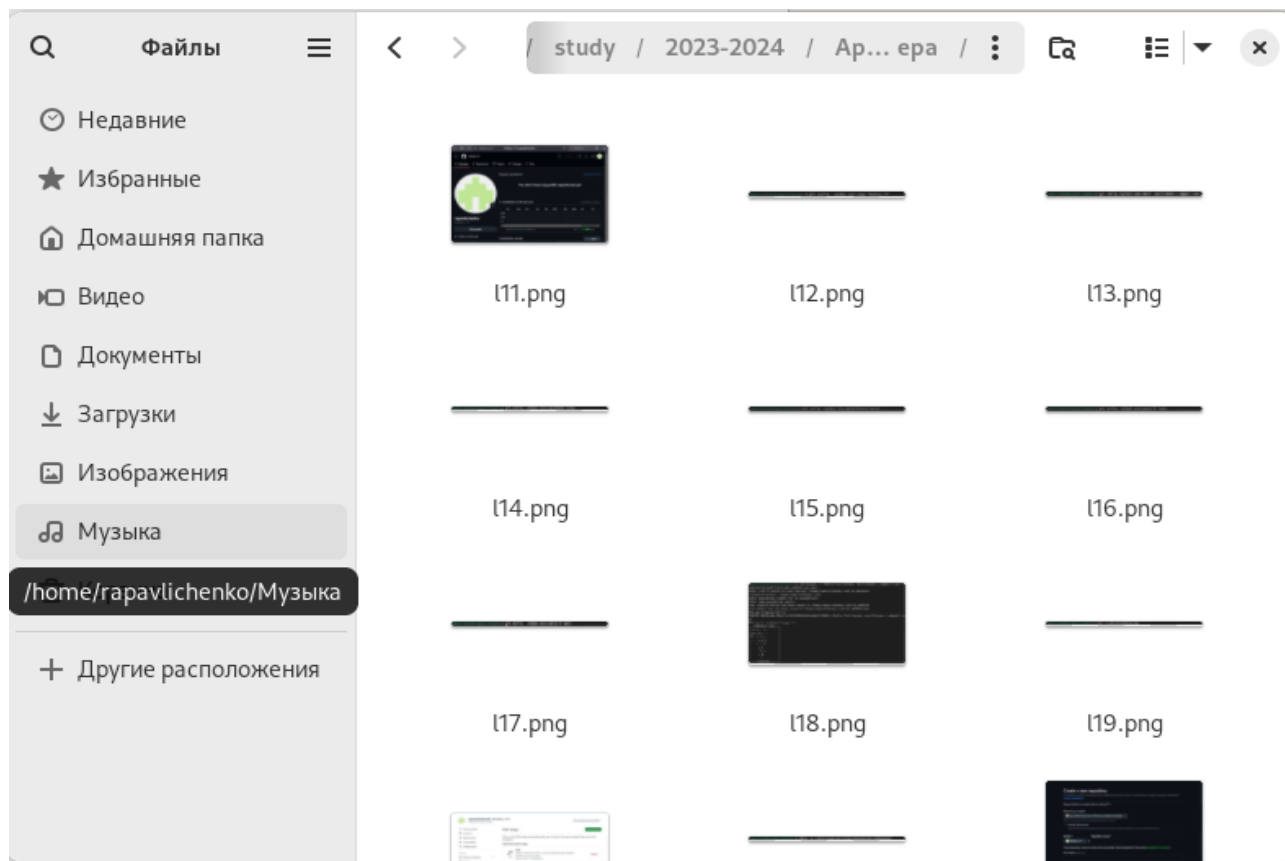 Файлы
/ study / 2023-2024 / Ар… ера /
Недавние
Избранные
Домашняя папка
Видео
Документы
Загрузки
Изображения
Музыка
/home/rapavlichenko/Музыка
Другие расположения
l11.png l12.png l13.png
l14.png l15.png l16.png
l17.png l18.png l19.png